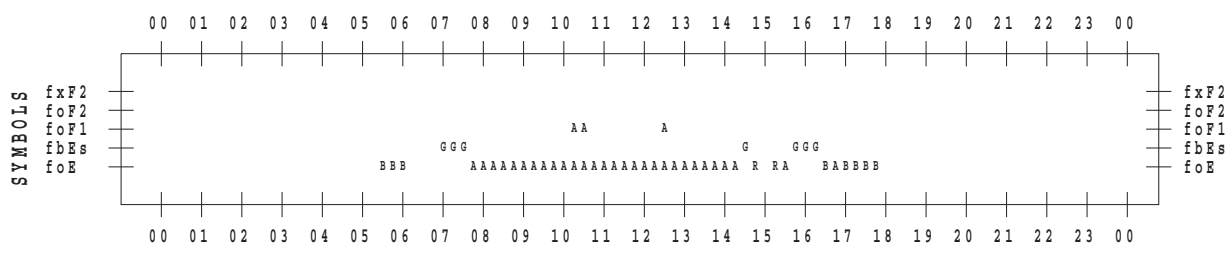 00 01 02 03 04 05 06 07 08 09 10 11 12 13 14 15 16 17 18 19 20 21 22 23 00
SYMBOLS
fxF2 fxF2
foF2 foF2
foF1 AA A foF1
fbEs GGG G GGG fbEs
foE BBB AAAAAAAAAAAAAAAAAAAAAAAAAAA R RA BABBBB foE
00 01 02 03 04 05 06 07 08 09 10 11 12 13 14 15 16 17 18 19 20 21 22 23 00